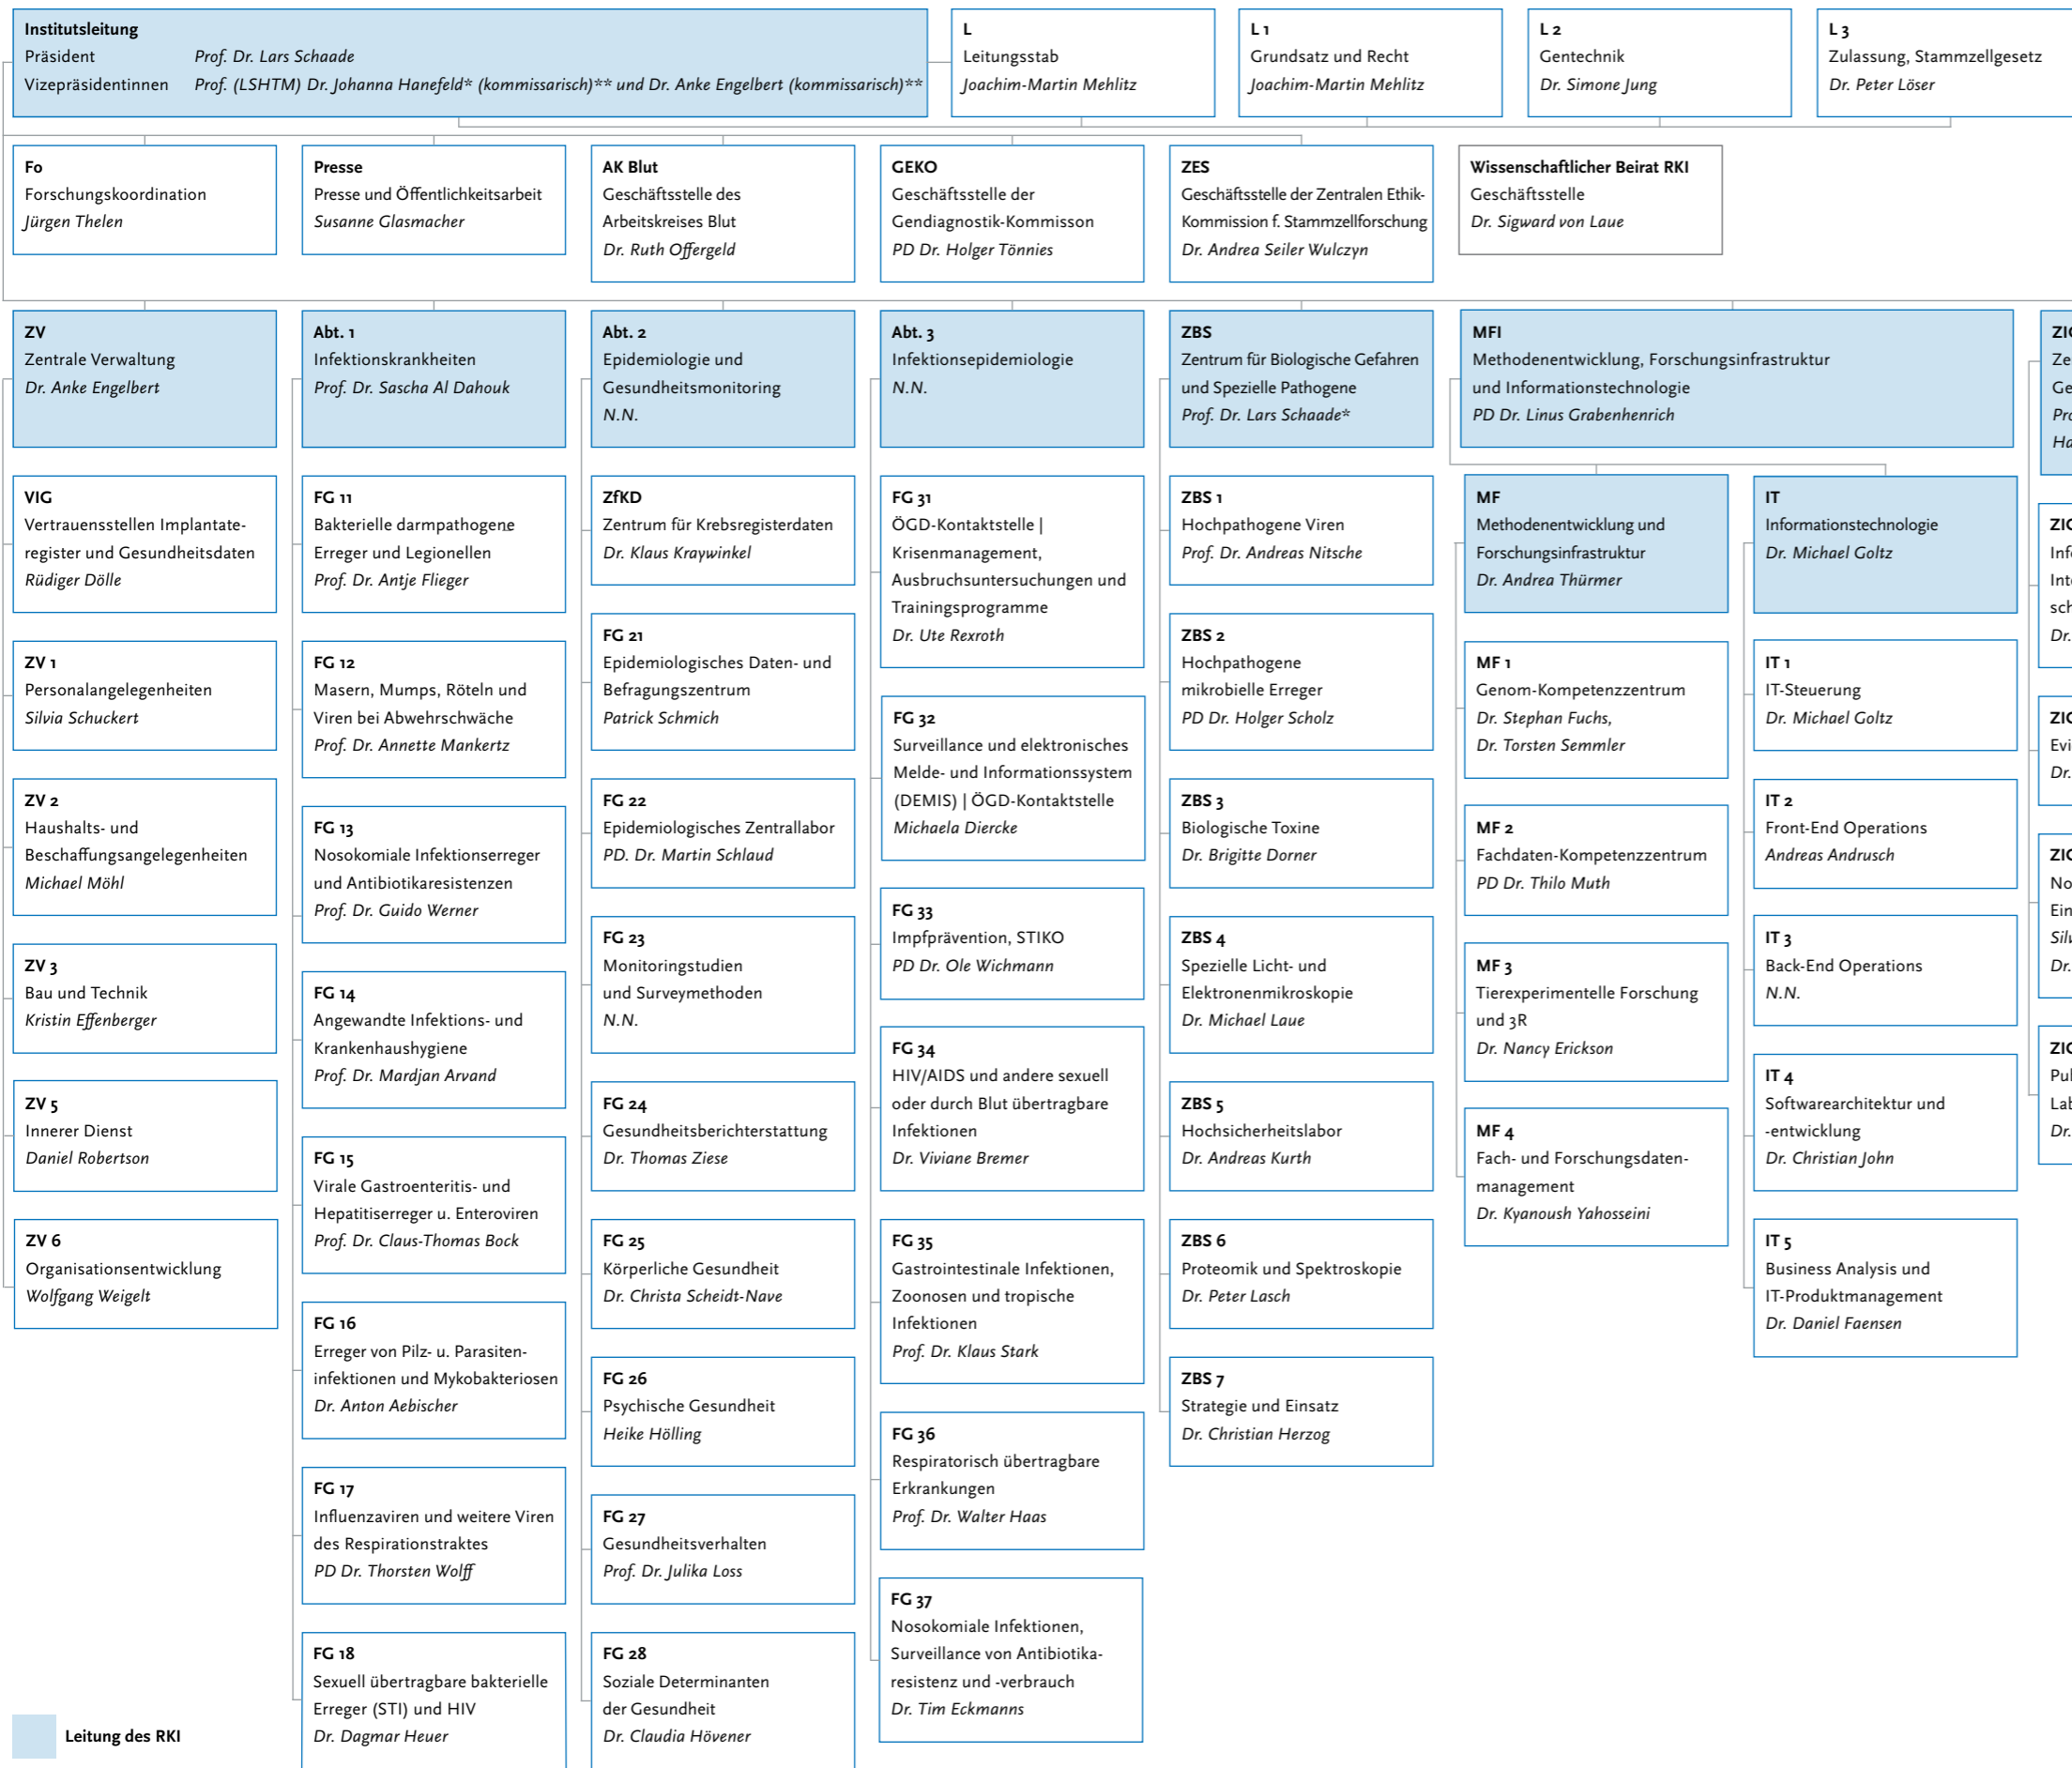 Institutsleitung
Präsident Prof. Dr. Lars Schaade
Vizepräsidentinnen Prof. (LSHTM) Dr. Johanna Hanefeld* (kommissarisch)** und Dr. Anke Engelbert (kommissarisch)**
L
Leitungsstab
Joachim-Martin Mehlitz
L 1
Grundsatz und Recht
Joachim-Martin Mehlitz
L 2
Gentechnik
Dr. Simone Jung
L 3
Zulassung, Stammzellgesetz
Dr. Peter Löser
Fo
Forschungskoordination
Jürgen Thelen
Presse
Presse und Öffentlichkeitsarbeit
Susanne Glasmacher
AK Blut
Geschäftsstelle des
Arbeitskreises Blut
Dr. Ruth Offergeld
GEKO
Geschäftsstelle der
Gendiagnostik-Kommisson
PD Dr. Holger Tönnies
ZES
Geschäftsstelle der Zentralen Ethik-
Kommission f. Stammzellforschung
Dr. Andrea Seiler Wulczyn
Wissenschaftlicher Beirat RKI
Geschäftsstelle
Dr. Sigward von Laue
ZV
Zentrale Verwaltung
Dr. Anke Engelbert
VIG
Vertrauensstellen Implantate-
register und Gesundheitsdaten
Rüdiger Dölle
ZV 1
Personalangelegenheiten
Silvia Schuckert
ZV 2
Haushalts- und
Beschaffungsangelegenheiten
Michael Möhl
ZV 3
Bau und Technik
Kristin Effenberger
ZV 5
Innerer Dienst
Daniel Robertson
ZV 6
Organisationsentwicklung
Wolfgang Weigelt
Abt. 1
Infektionskrankheiten
Prof. Dr. Sascha Al Dahouk
FG 11
Bakterielle darmpathogene
Erreger und Legionellen
Prof. Dr. Antje Flieger
FG 12
Masern, Mumps, Röteln und
Viren bei Abwehrschwäche
Prof. Dr. Annette Mankertz
FG 13
Nosokomiale Infektionserreger
und Antibiotikaresistenzen
Prof. Dr. Guido Werner
FG 14
Angewandte Infektions- und
Krankenhaushygiene
Prof. Dr. Mardjan Arvand
FG 15
Virale Gastroenteritis- und
Hepatitiserreger u. Enteroviren
Prof. Dr. Claus-Thomas Bock
FG 16
Erreger von Pilz- u. Parasiten-
infektionen und Mykobakteriosen
Dr. Anton Aebischer
FG 17
Influenzaviren und weitere Viren
des Respirationstraktes
PD Dr. Thorsten Wolff
FG 18
Sexuell übertragbare bakterielle
Erreger (STI) und HIV
Dr. Dagmar Heuer
Abt. 2
Epidemiologie und
Gesundheitsmonitoring
N.N.
ZfKD
Zentrum für Krebsregisterdaten
Dr. Klaus Kraywinkel
FG 21
Epidemiologisches Daten- und
Befragungszentrum
Patrick Schmich
FG 22
Epidemiologisches Zentrallabor
PD. Dr. Martin Schlaud
FG 23
Monitoringstudien
und Surveymethoden
N.N.
FG 24
Gesundheitsberichterstattung
Dr. Thomas Ziese
FG 25
Körperliche Gesundheit
Dr. Christa Scheidt-Nave
FG 26
Psychische Gesundheit
Heike Hölling
FG 27
Gesundheitsverhalten
Prof. Dr. Julika Loss
FG 28
Soziale Determinanten
der Gesundheit
Dr. Claudia Hövener
Abt. 3
Infektionsepidemiologie
N.N.
FG 31
ÖGD-Kontaktstelle |
Krisenmanagement,
Ausbruchsuntersuchungen und
Trainingsprogramme
Dr. Ute Rexroth
FG 32
Surveillance und elektronisches
Melde- und Informationssystem
(DEMIS) | ÖGD-Kontaktstelle
Michaela Diercke
FG 33
Impfprävention, STIKO
PD Dr. Ole Wichmann
FG 34
HIV/AIDS und andere sexuell
oder durch Blut übertragbare
Infektionen
Dr. Viviane Bremer
FG 35
Gastrointestinale Infektionen,
Zoonosen und tropische
Infektionen
Prof. Dr. Klaus Stark
FG 36
Respiratorisch übertragbare
Erkrankungen
Prof. Dr. Walter Haas
FG 37
Nosokomiale Infektionen,
Surveillance von Antibiotika-
resistenz und -verbrauch
Dr. Tim Eckmanns
ZBS
Zentrum für Biologische Gefahren
und Spezielle Pathogene
Prof. Dr. Lars Schaade*
ZBS 1
Hochpathogene Viren
Prof. Dr. Andreas Nitsche
ZBS 2
Hochpathogene
mikrobielle Erreger
PD Dr. Holger Scholz
ZBS 3
Biologische Toxine
Dr. Brigitte Dorner
ZBS 4
Spezielle Licht- und
Elektronenmikroskopie
Dr. Michael Laue
ZBS 5
Hochsicherheitslabor
Dr. Andreas Kurth
ZBS 6
Proteomik und Spektroskopie
Dr. Peter Lasch
ZBS 7
Strategie und Einsatz
Dr. Christian Herzog
MFI
Methodenentwicklung, Forschungsinfrastruktur
und Informationstechnologie
PD Dr. Linus Grabenhenrich
MF
Methodenentwicklung und
Forschungsinfrastruktur
Dr. Andrea Thürmer
MF 1
Genom-Kompetenzzentrum
Dr. Stephan Fuchs,
Dr. Torsten Semmler
MF 2
Fachdaten-Kompetenzzentrum
PD Dr. Thilo Muth
MF 3
Tierexperimentelle Forschung
und 3R
Dr. Nancy Erickson
MF 4
Fach- und Forschungsdaten-
management
Dr. Kyanoush Yahosseini
IT
Informationstechnologie
Dr. Michael Goltz
IT 1
IT-Steuerung
Dr. Michael Goltz
IT 2
Front-End Operations
Andreas Andrusch
IT 3
Back-End Operations
N.N.
IT 4
Softwarearchitektur und
-entwicklung
Dr. Christian John
IT 5
Business Analysis und
IT-Produktmanagement
Dr. Daniel Faensen
Dr.
Dr.
Dr.
Dr.
Leitung des RKI